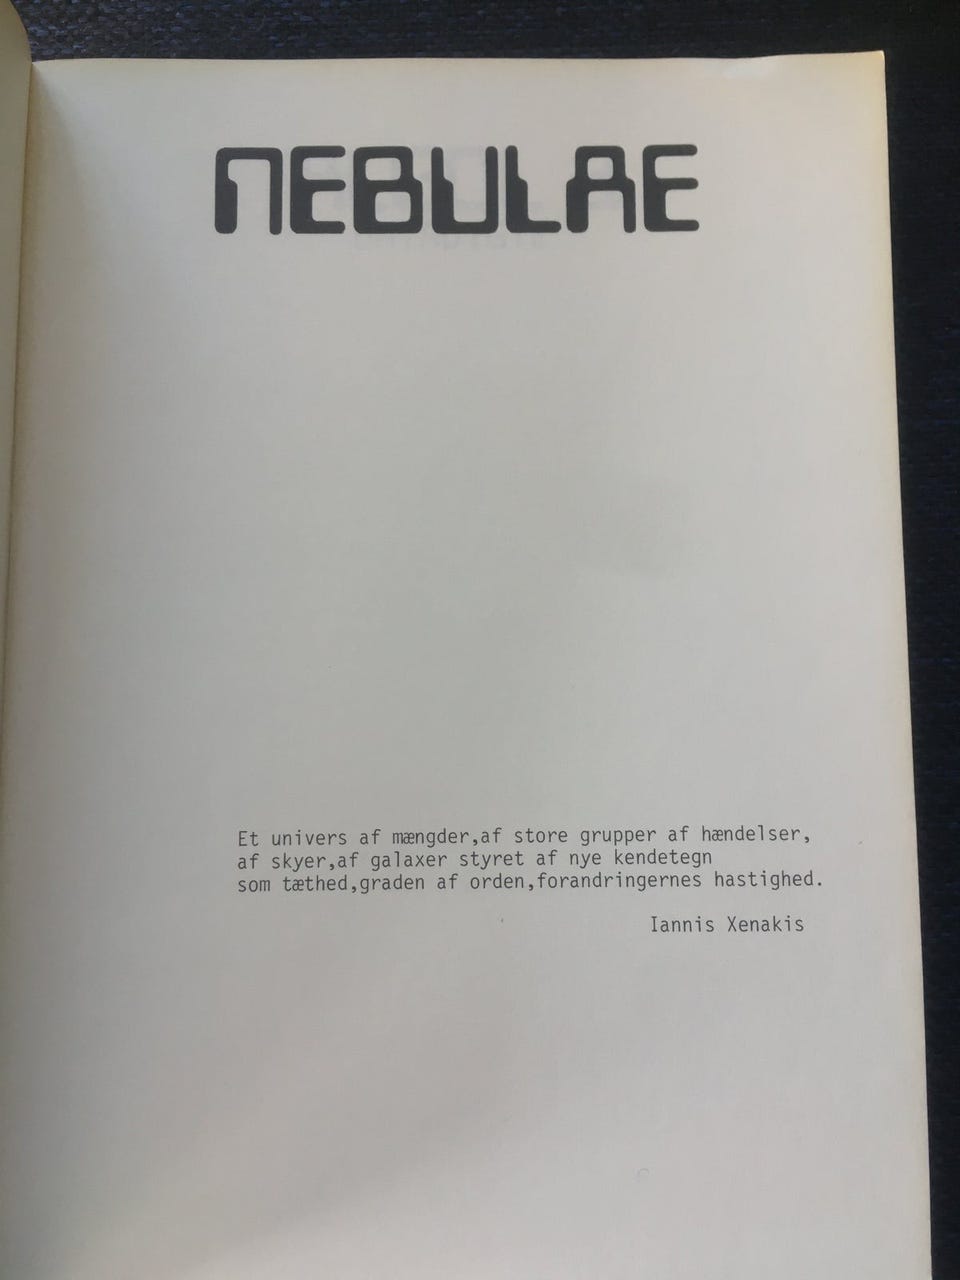 NEBULAE
Et univers af mængder,af store grupper af hændelser,
af skyer,af galaxer styret af nye kendetegn
som tæthed,graden af orden,forandringernes hastighed.
Iannis Xenakis